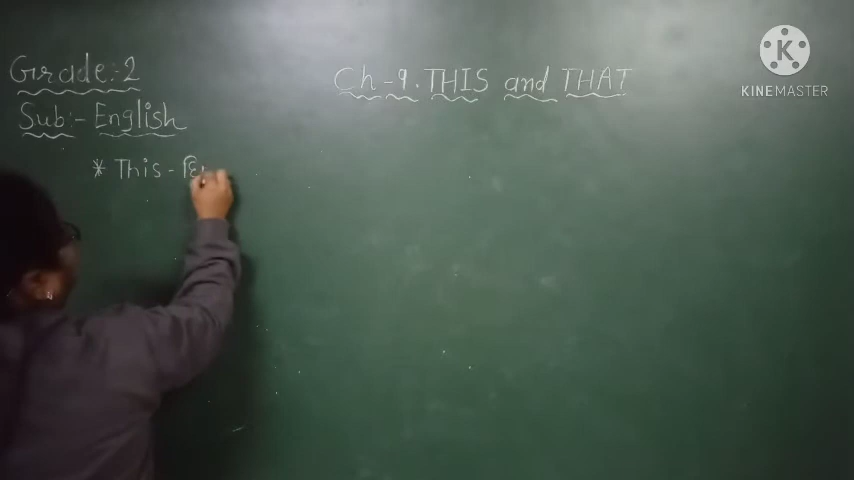 Grade:-2
Ch-9. THIS and THAT
Sub:- English
* This -
KINEMASTER